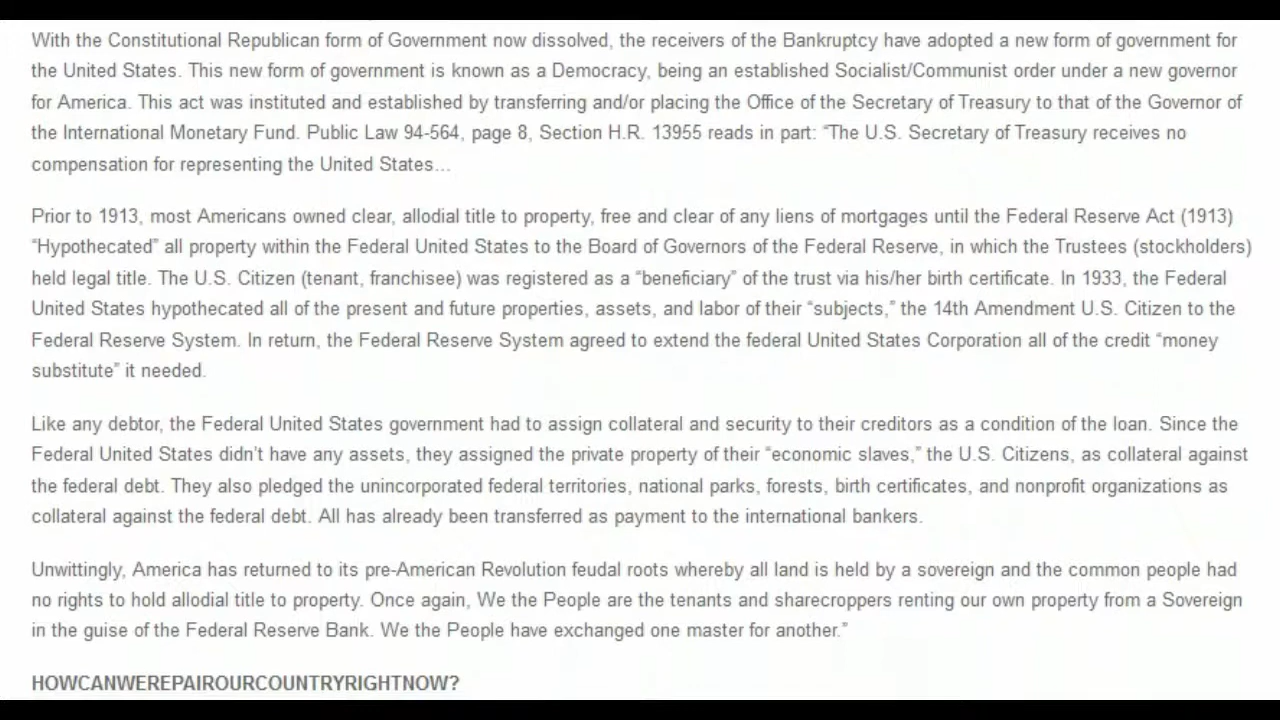 With the Constitutional Republican form of Government now dissolved, the receivers of the Bankruptcy have adopted a new form of government for
the United States. This new form of government is known as a Democracy, being an established Socialist/Communist order under a new governor
for America. This act was instituted and established by transferring and/or placing the Office of the Secretary of Treasury to that of the Governor of
the International Monetary Fund. Public Law 94-564, page 8, Section H.R. 13955 reads in part: “The U.S. Secretary of Treasury receives no
compensation for representing the United States...
Prior to 1913, most Americans owned clear, allodial title to property, free and clear of any liens of mortgages until the Federal Reserve Act (1913)
“Hypothecated” all property within the Federal United States to the Board of Governors of the Federal Reserve, in which the Trustees (stockholders)
held legal title. The U.S. Citizen (tenant, franchisee) was registered as a “beneficiary” of the trust via his/her birth certificate. In 1933, the Federal
United States hypothecated all of the present and future properties, assets, and labor of their “subjects,” the 14th Amendment U.S. Citizen to the
Federal Reserve System. In return, the Federal Reserve System agreed to extend the federal United States Corporation all of the credit “money
substitute” it needed.
Like any debtor, the Federal United States government had to assign collateral and security to their creditors as a condition of the loan. Since the
Federal United States didn’t have any assets, they assigned the private property of their “economic slaves,” the U.S. Citizens, as collateral against
the federal debt. They also pledged the unincorporated federal territories, national parks, forests, birth certificates, and nonprofit organizations as
collateral against the federal debt. All has already been transferred as payment to the international bankers.
Unwittingly, America has returned to its pre-American Revolution feudal roots whereby all land is held by a sovereign and the common people had
no rights to hold allodial title to property. Once again, We the People are the tenants and sharecroppers renting our own property from a Sovereign
in the guise of the Federal Reserve Bank. We the People have exchanged one master for another.”
HOWCANWEREPAIROURCOUNTRYRIGHTNOW?